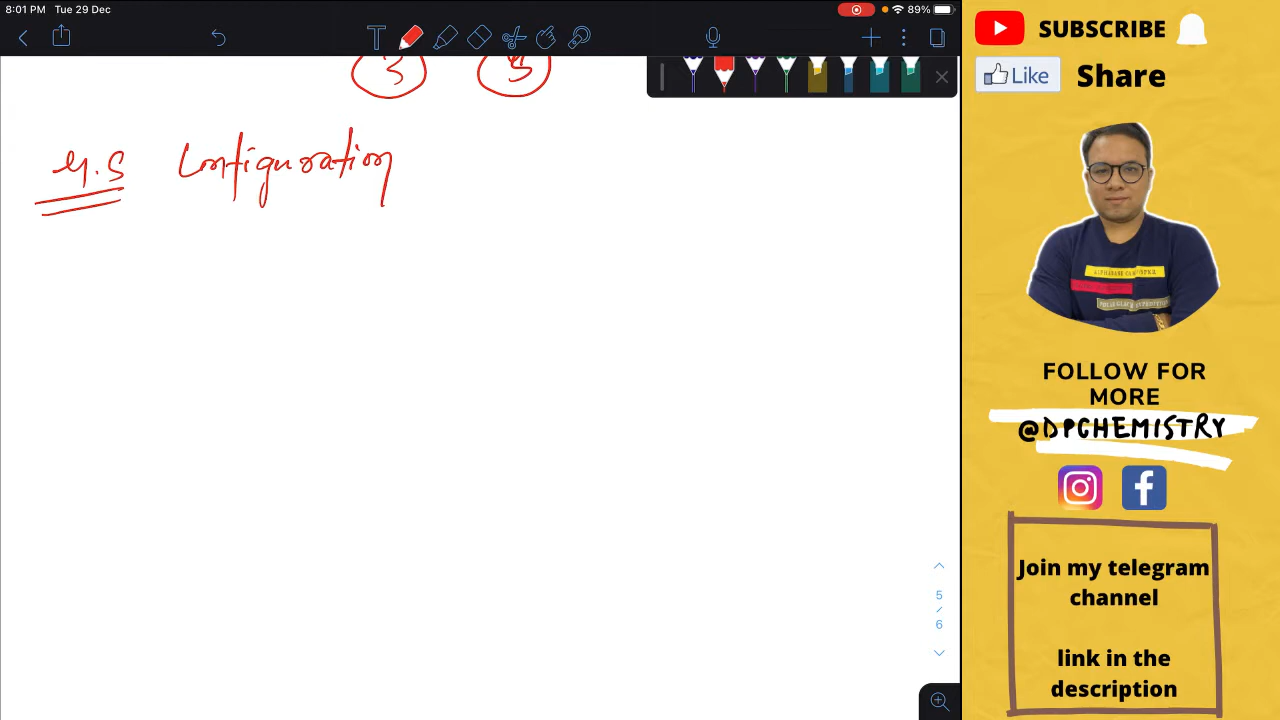 8:01 PM Tue 29 Dec
89%
T
3
G.S Configuration
5
6
SUBSCRIBE
Like Share
FOLLOW FOR
MORE
@DPCHEMISTRY
Join my telegram
channel
link in the
description